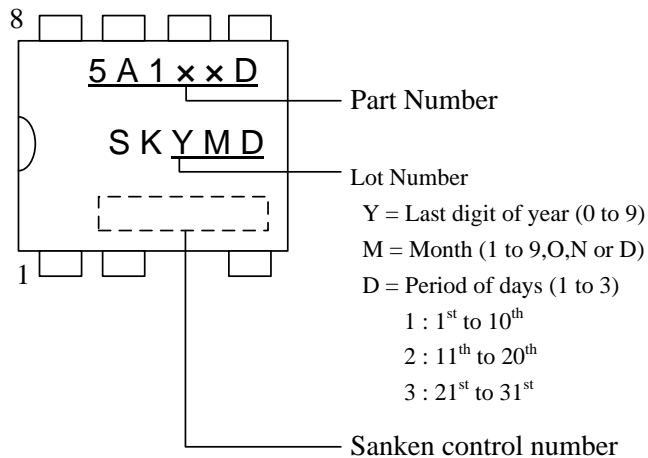 8
5 A 1 × × D
Part Number
S K Y M D
Lot Number
Y = Last digit of year (0 to 9)
M = Month (1 to 9,O,N or D)
D = Period of days (1 to 3)
1 : 1st to 10th
2 : 11th to 20th
3 : 21st to 31st
1
Sanken control number